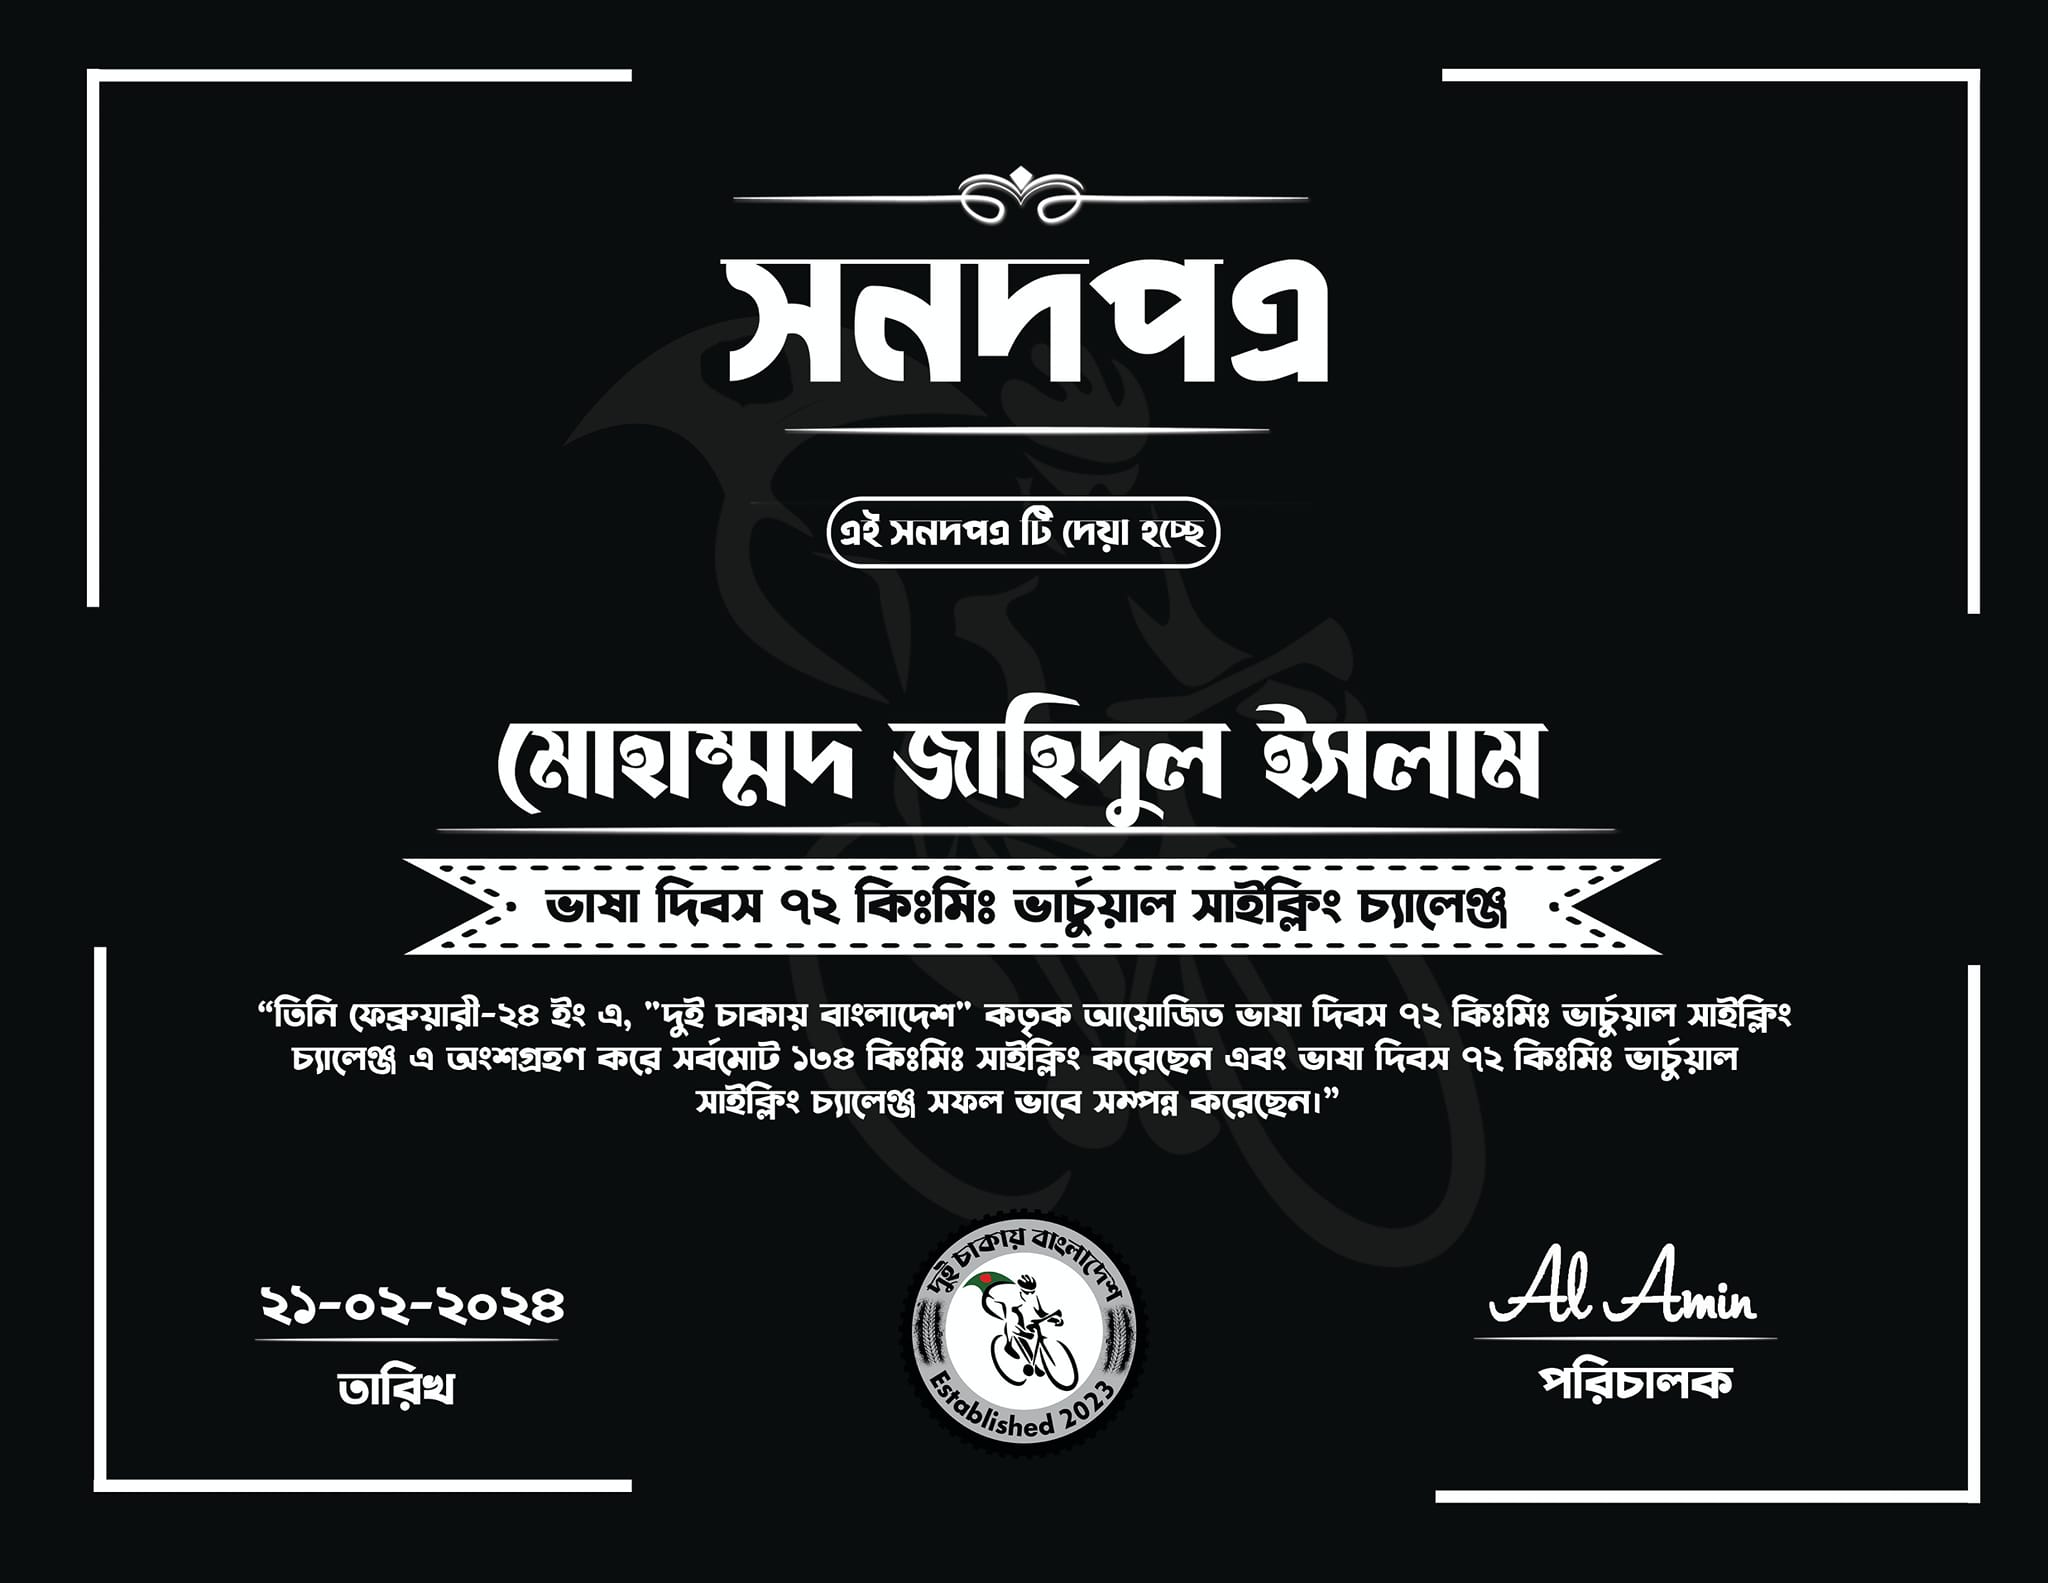 সনদপত্র
এই সনদপত্র টি দেয়া হচ্ছে
মোহাম্মদ জাহিদুল ইসলাম
ভাষা দিবস ৭২ কিঃমিঃ ভার্চুয়াল সাইক্লিং চ্যালেঞ্জ
“তিনি ফেব্রুয়ারী-২৪ ইং এ, "দুই চাকায় বাংলাদেশ" কতৃক আয়োজিত ভাষা দিবস ৭২ কিঃমিঃ ভার্চুয়াল সাইক্লিং
চ্যালেঞ্জ এ অংশগ্রহণ করে সর্বমোট ১৩৪ কিঃমিঃ সাইক্লিং করেছেন এবং ভাষা দিবস ৭২ কিঃমিঃ ভার্চুয়াল
সাইক্লিং চ্যালেঞ্জ সফল ভাবে সম্পন্ন করেছেন।”
দুই চাকায় বাংলাদেশ
Established 2023
২১-০২-২০২৪
তারিখ
Al Amin
পরিচালক